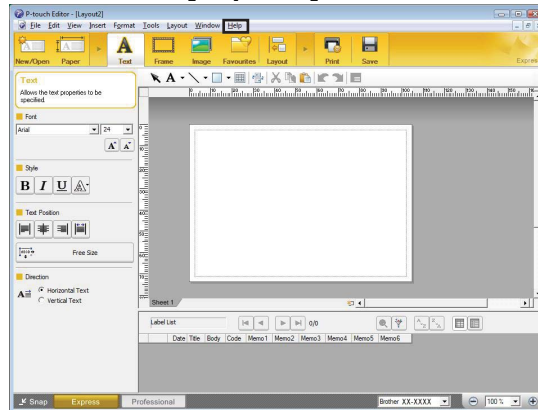 P-touch Editor - [Layout2]
File Edit View Insert Format Tools Layout Window Help
New/Open Paper Text Frame Image Favourites Layout Print Save Express
Text
Allows the text properties to be
specified.
Font
Arial 24
A A
Style
B I U A
Text Position
Free Size
Direction
Horizontal Text
Vertical Text
Sheet 1
Label List 0/0
Date Title Body Code Memo1 Memo2 Memo3 Memo4 Memo5 Memo6
Snap Express Professional Brother XX-XXXX 100 %